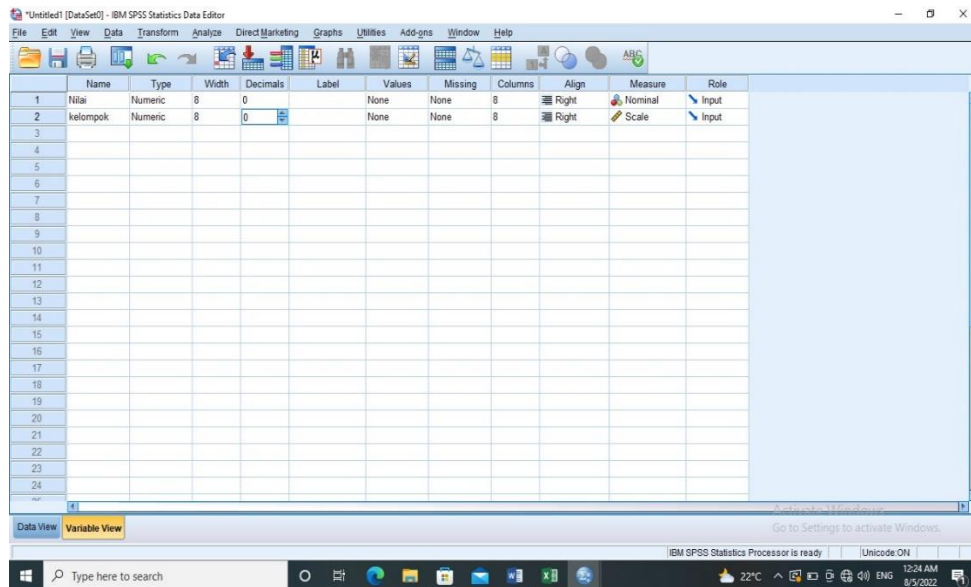 *Untitled1 [DataSet0] - IBM SPSS Statistics Data Editor
File Edit View Data Transform Analyze Direct Marketing Graphs Utilities Add-ons Window Help
Name Type Width Decimals Label Values Missing Columns Align Measure Role
1 Nilai Numeric 8 0 None None 8 Right Nominal Input
2 kelompok Numeric 8 0 None None 8 Right Scale Input
3
4
5
6
7
8
9
10
11
12
13
14
15
16
17
18
19
20
21
22
23
24
Activate Windows
Data View Variable View Go to Settings to activate Windows.
IBM SPSS Statistics Processor is ready Unicode:ON
Type here to search 22°C ENG 12:24 AM
8/5/2022